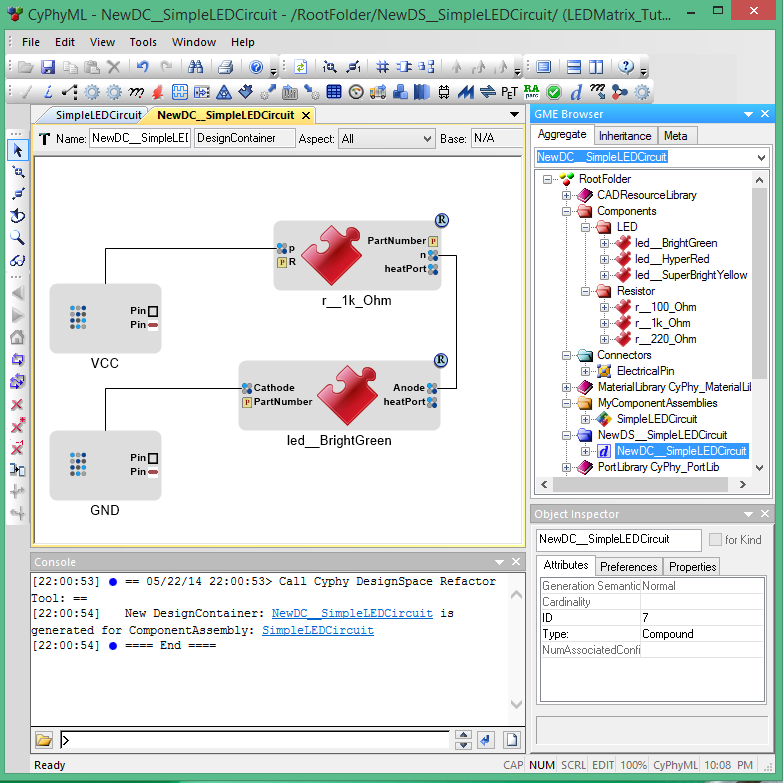 NewDC__SimpleLEDCircuit - CyPhyML - /RootFolder/NewDS__SimpleLEDCircuit/ (LEDMatrix_Tut...
File Edit View Tools Window Help
PET
RA
parc
SimpleLEDCircuit NewDC__SimpleLEDCircuit
T Name: NewDC__SimpleLED DesignContainer Aspect: All Base: N/A
R
p PartNumber P
P R n
heatPort
r__1k_Ohm
Pin
Pin
VCC
R
Cathode Anode
P PartNumber heatPort
led__BrightGreen
Pin
Pin
GND
Console
[22:00:53] == 05/22/14 22:00:53> Call Cyphy DesignSpace Refactor
Tool: ==
[22:00:54] New DesignContainer: NewDC__SimpleLEDCircuit is
generated for ComponentAssembly: SimpleLEDCircuit
[22:00:54] ==== End ====
>
GME Browser
Aggregate Inheritance Meta
NewDC__SimpleLEDCircuit
RootFolder
CADResourceLibrary
Components
LED
led__BrightGreen
led__HyperRed
led__SuperBrightYellow
Resistor
r__100_Ohm
r__1k_Ohm
r__220_Ohm
Connectors
ElectricalPin
MaterialLibrary CyPhy_MaterialLil
MyComponentAssemblies
SimpleLEDCircuit
NewDS__SimpleLEDCircuit
d NewDC__SimpleLEDCircuit
PortLibrary CyPhy_PortLib
Object Inspector
NewDC__SimpleLEDCircuit for Kind
Attributes Preferences Properties
Generation Semantic Normal
Cardinality
ID 7
Type: Compound
NumAssociatedConfi
Ready CAP NUM SCRL EDIT 100% CyPhyML 10:08 PM